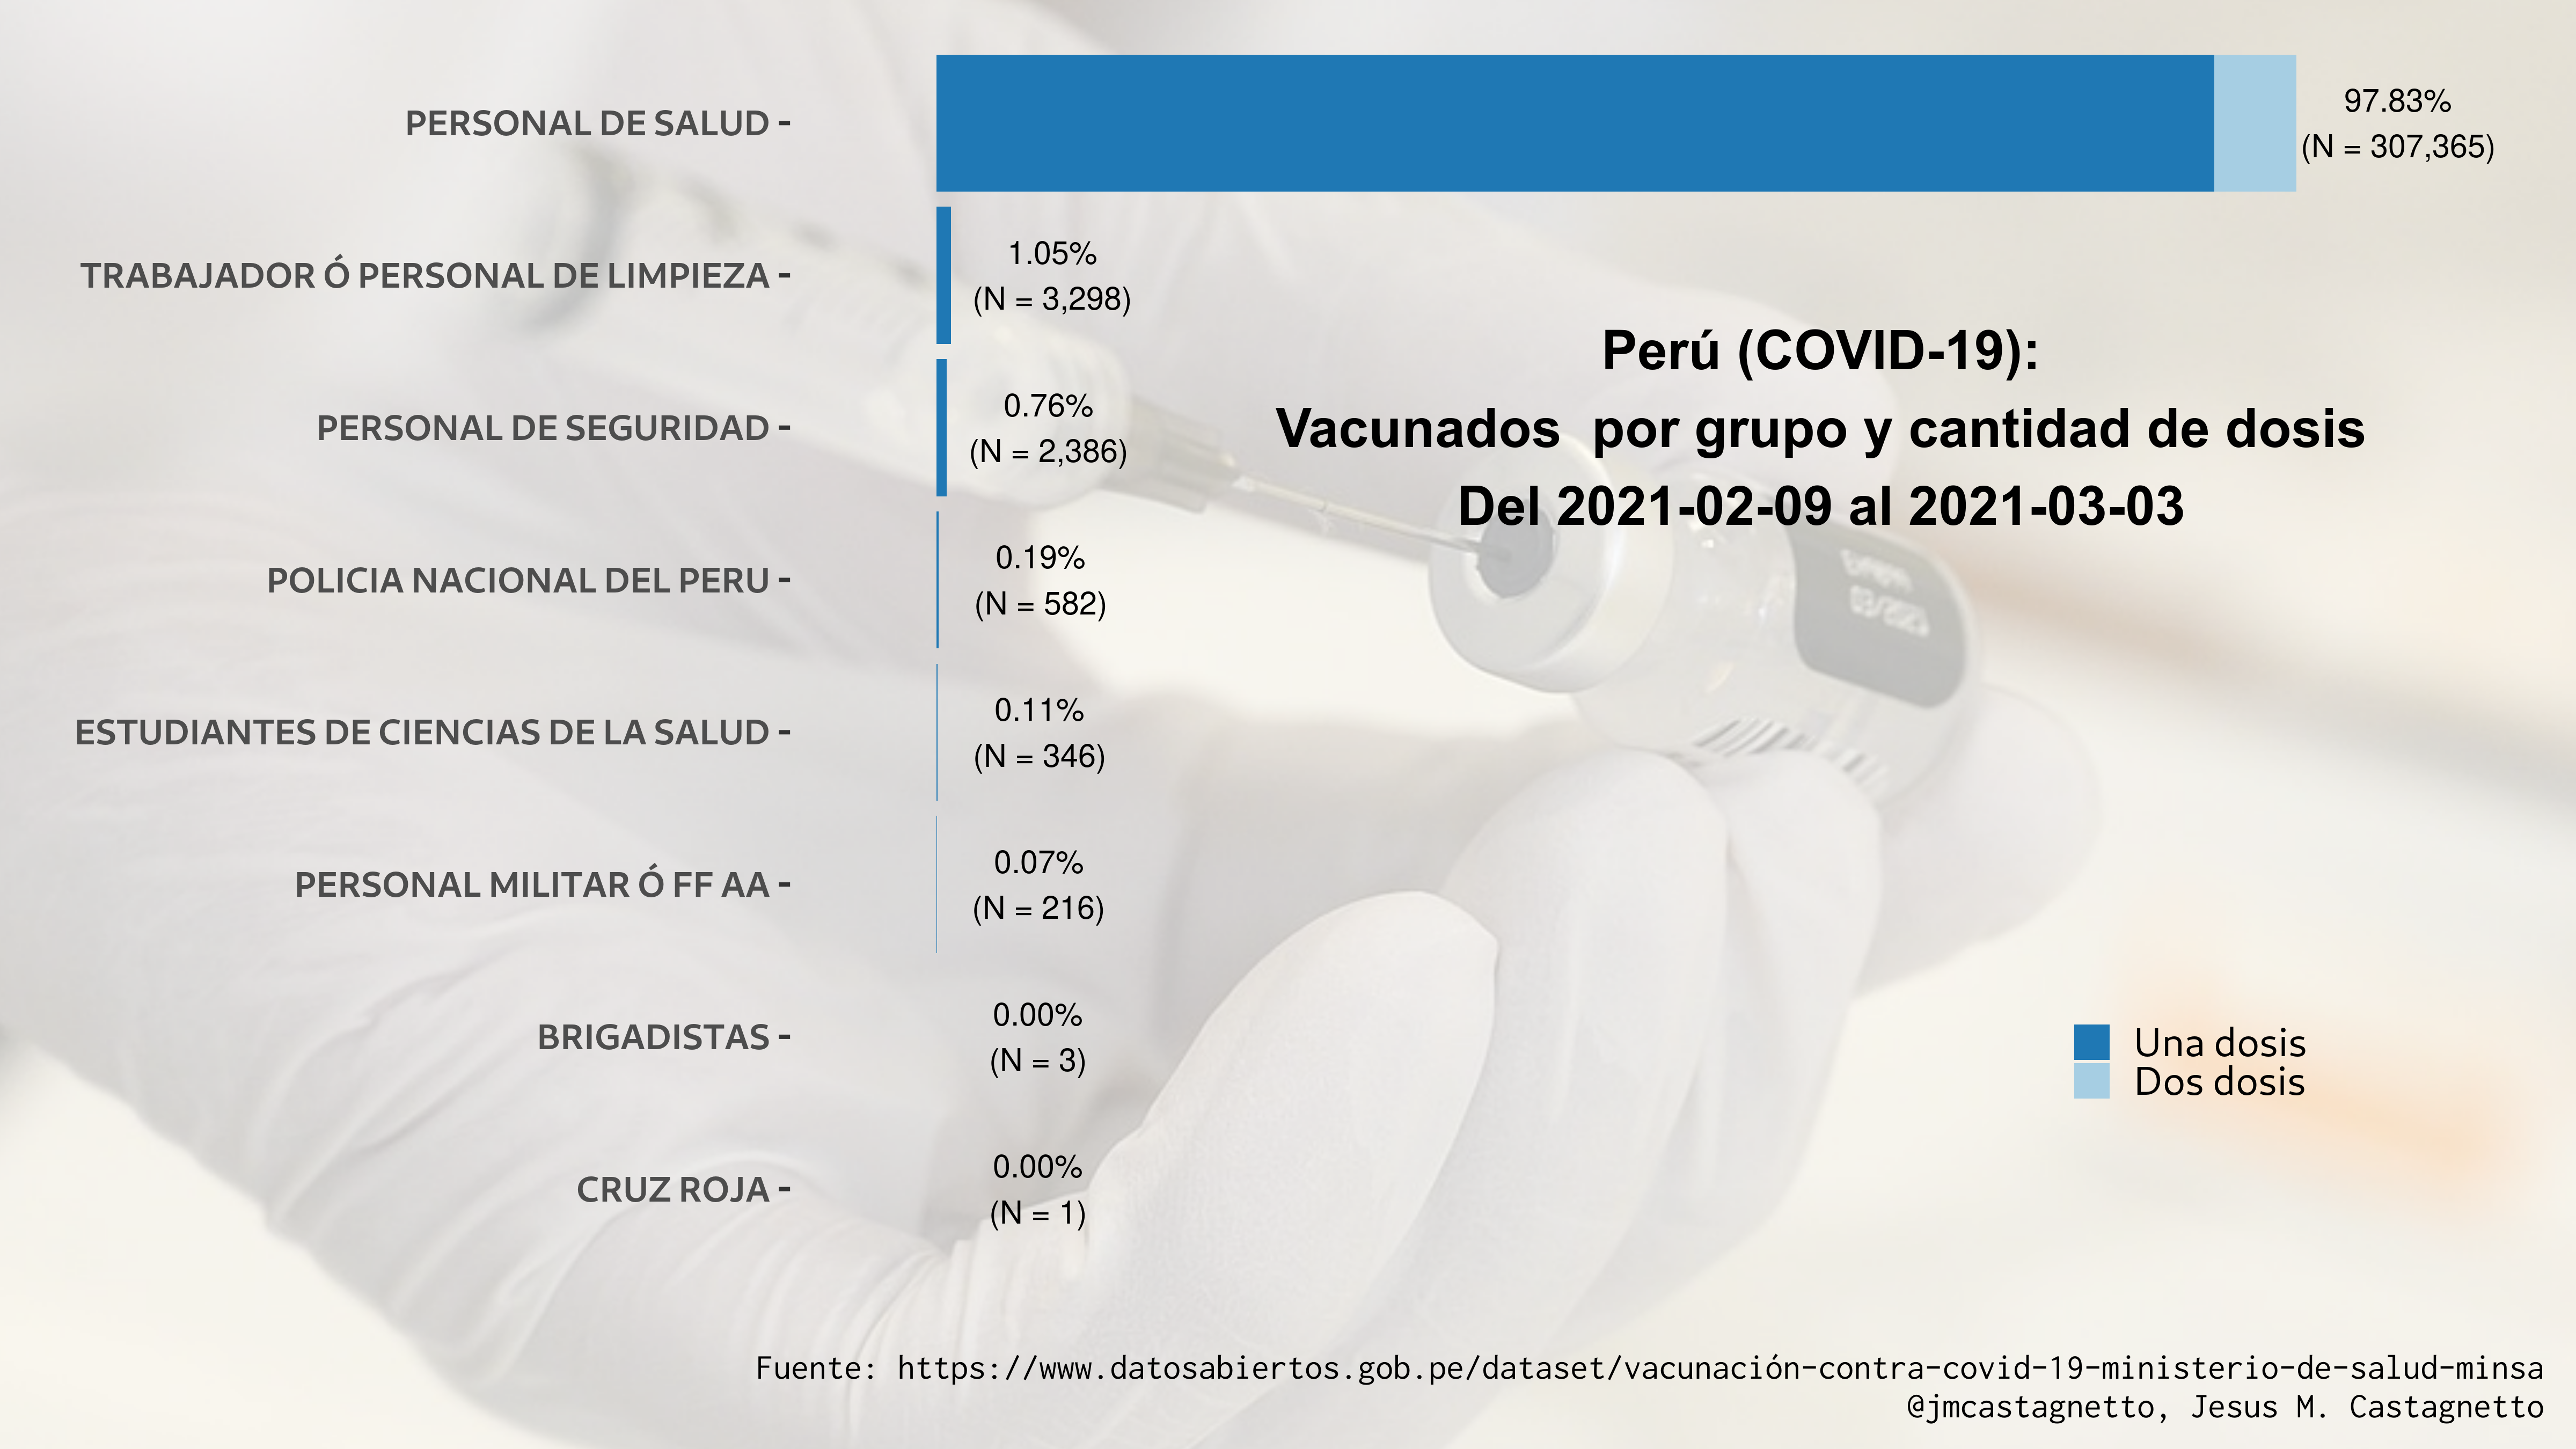 PERSONAL DE SALUD -
97.83%
(N = 307,365)
TRABAJADOR Ó PERSONAL DE LIMPIEZA -
1.05%
(N = 3,298)
PERSONAL DE SEGURIDAD -
0.76%
(N = 2,386)
POLICIA NACIONAL DEL PERU -
0.19%
(N = 582)
ESTUDIANTES DE CIENCIAS DE LA SALUD -
0.11%
(N = 346)
PERSONAL MILITAR Ó FF AA -
0.07%
(N = 216)
BRIGADISTAS -
0.00%
(N = 3)
CRUZ ROJA -
0.00%
(N = 1)
Perú (COVID-19):
Vacunados  por grupo y cantidad de dosis
Del 2021-02-09 al 2021-03-03
Una dosis
Dos dosis
Fuente: https://www.datosabiertos.gob.pe/dataset/vacunación-contra-covid-19-ministerio-de-salud-minsa
@jmcastagnetto, Jesus M. Castagnetto